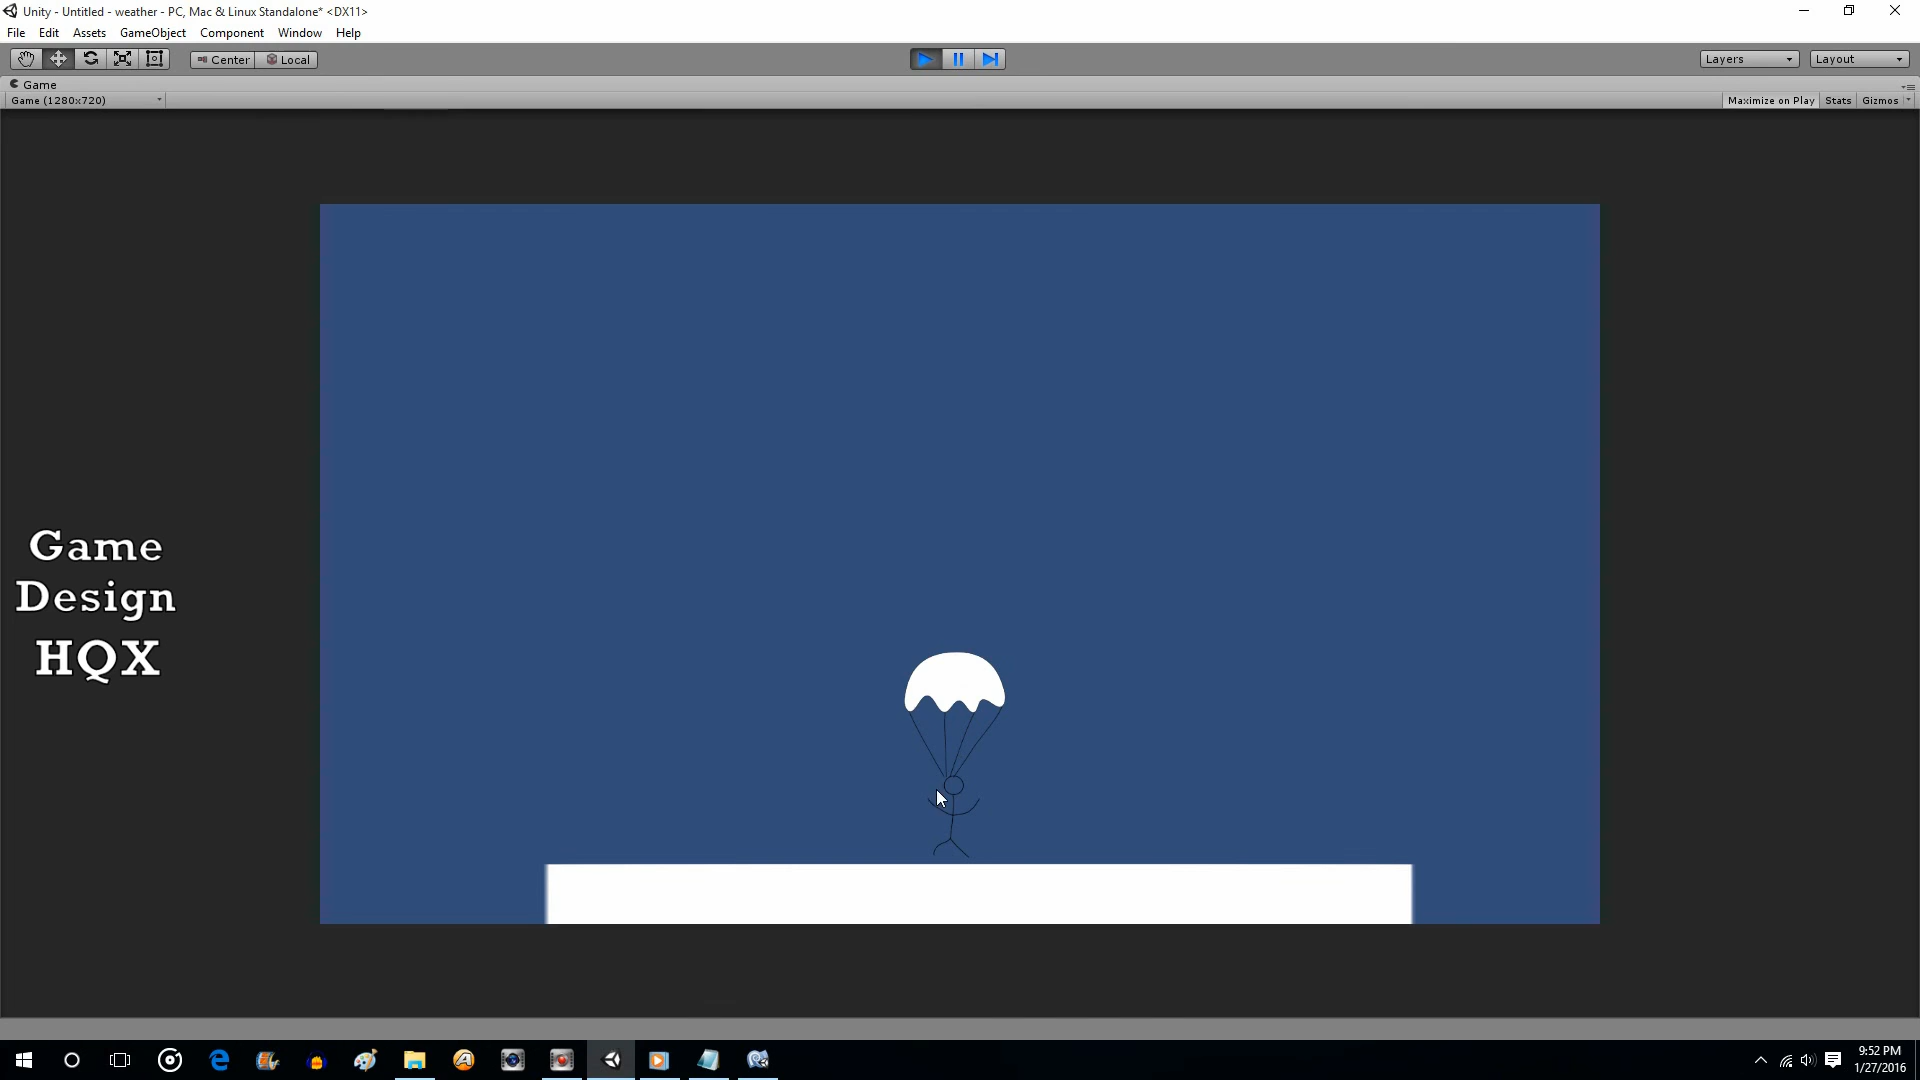 Unity - Untitled - weather - PC, Mac & Linux Standalone* <DX11>
File Edit Assets GameObject Component Window Help
Center Local Layers Layout
Game
Game (1280x720) Maximize on Play Stats Gizmos
Game
Design
HQX
9:52 PM
1/27/2016